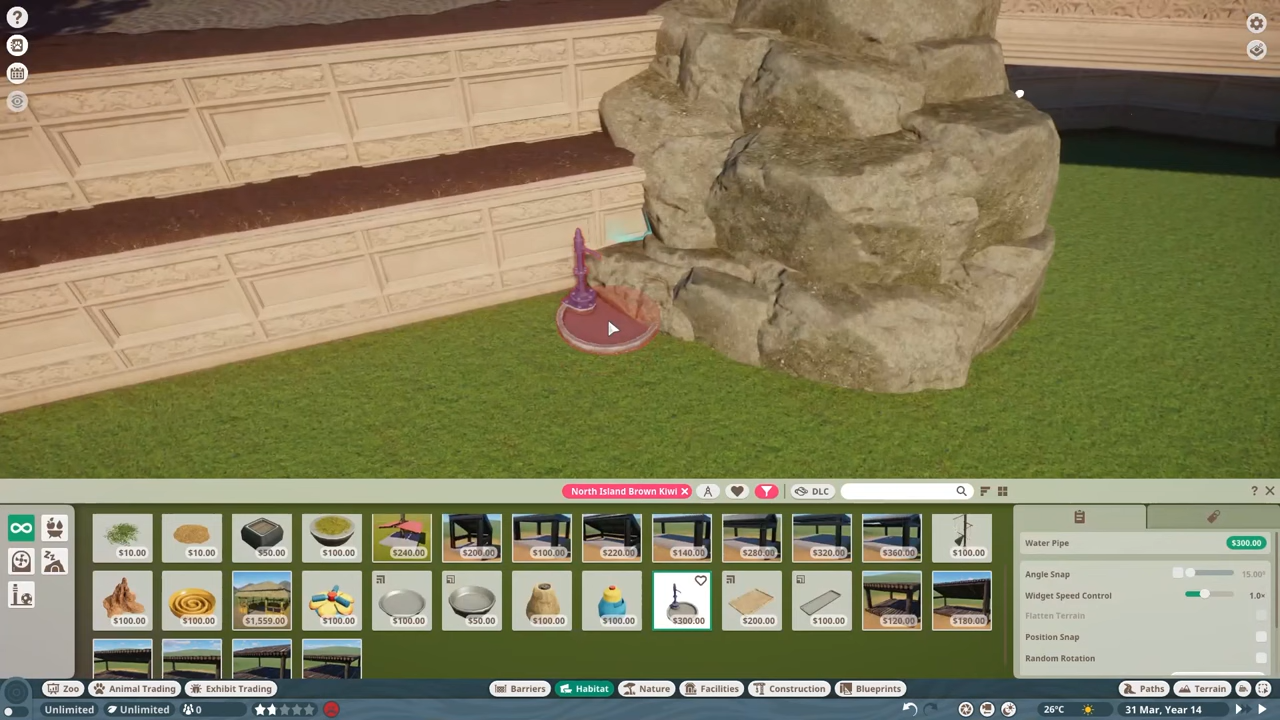 North Island Brown Kiwi ×
DLC
?
$10.00 $10.00 $50.00 $100.00 $240.00 $200.00 $100.00 $220.00 $140.00 $280.00 $320.00 $360.00 $100.00
$100.00 $100.00 $1,559.00 $100.00 $100.00 $50.00 $100.00 $100.00 $300.00 $200.00 $100.00 $120.00 $180.00
Water Pipe $300.00
Angle Snap 15.00°
Widget Speed Control 1.0×
Flatten Terrain
Position Snap
Random Rotation
Zoo Animal Trading Exhibit Trading Barriers Habitat Nature Facilities Construction Blueprints Paths Terrain
Unlimited Unlimited 0 26°C 31 Mar, Year 14